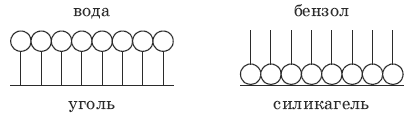 вода
бензол
уголь
силикагель